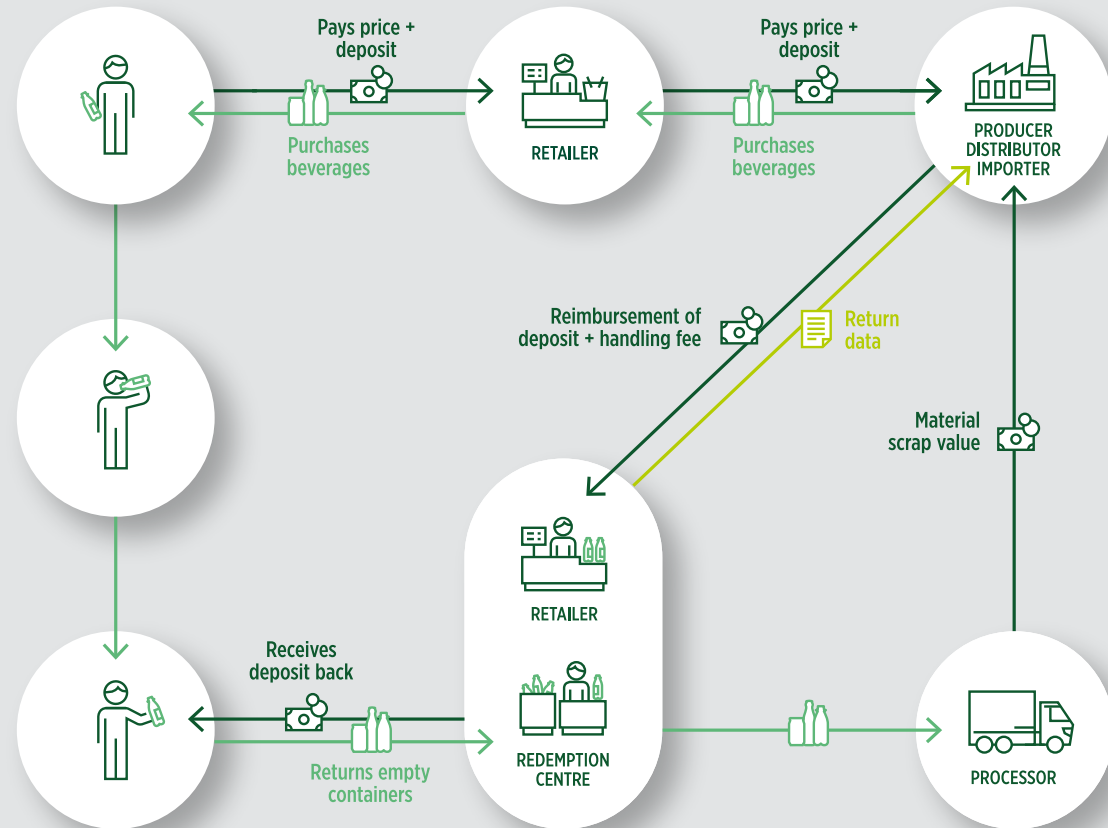 Pays price +
deposit
Pays price +
deposit
Purchases
beverages
RETAILER
Purchases
beverages
PRODUCER
DISTRIBUTOR
IMPORTER
Reimbursement of
deposit + handling fee
Return
data
Material
scrap value
RETAILER
Receives
deposit back
REDEMPTION
CENTRE
Returns empty
containers
PROCESSOR